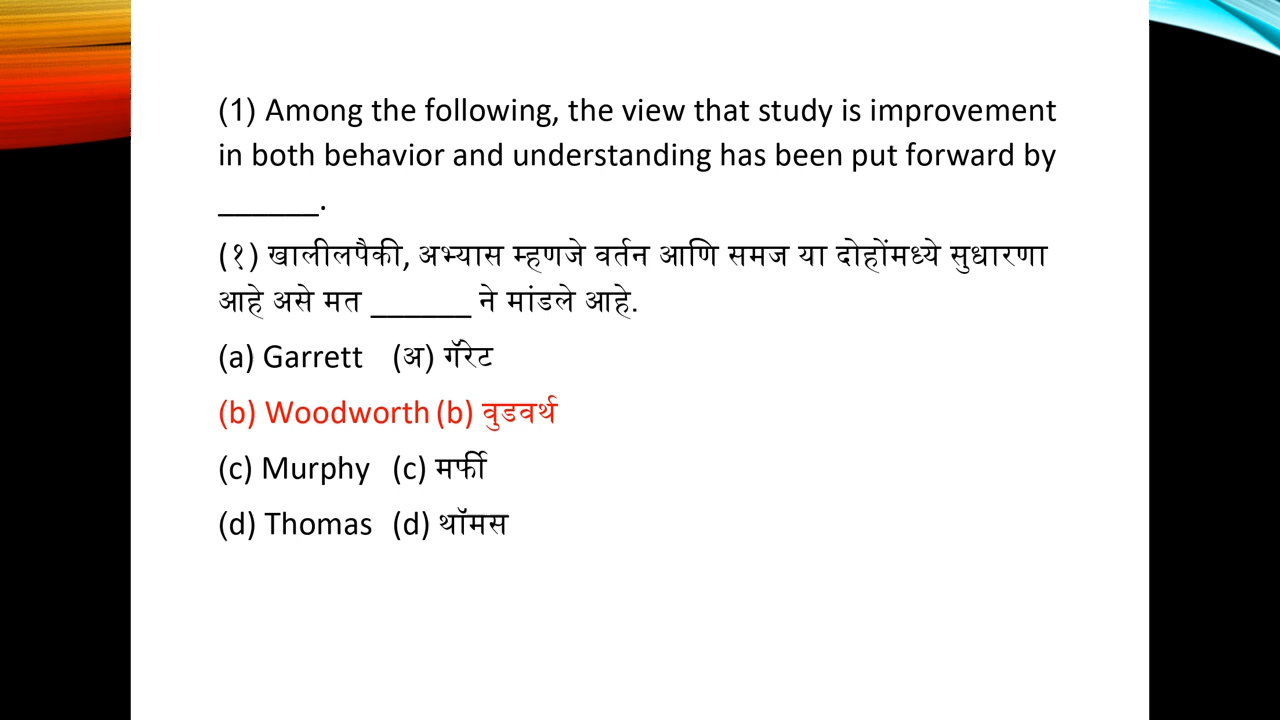 (1) Among the following, the view that study is improvement
in both behavior and understanding has been put forward by
______.
(१) खालीलपैकी, अभ्यास म्हणजे वर्तन आणि समज या दोहोंमध्ये सुधारणा
आहे असे मत ______ ने मांडले आहे.
(a) Garrett (अ) गॅरेट
(b) Woodworth (b) वुडवर्थ
(c) Murphy (c) मर्फी
(d) Thomas (d) थॉमस